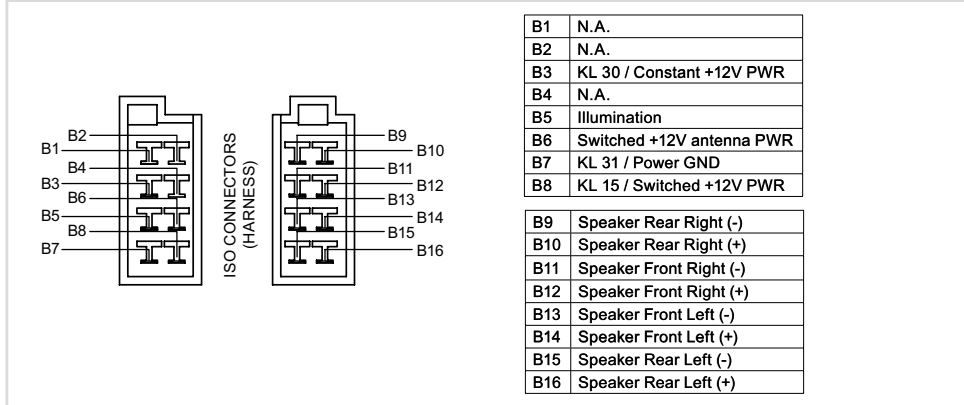 B2
B1
B4
B3
B6
B5
B8
B7
ISO CONNECTORS
(HARNESS)
B9
B10
B11
B12
B13
B14
B15
B16
B1 N.A.
B2 N.A.
B3 KL 30 / Constant +12V PWR
B4 N.A.
B5 Illumination
B6 Switched +12V antenna PWR
B7 KL 31 / Power GND
B8 KL 15 / Switched +12V PWR
B9 Speaker Rear Right (-)
B10 Speaker Rear Right (+)
B11 Speaker Front Right (-)
B12 Speaker Front Right (+)
B13 Speaker Front Left (-)
B14 Speaker Front Left (+)
B15 Speaker Rear Left (-)
B16 Speaker Rear Left (+)